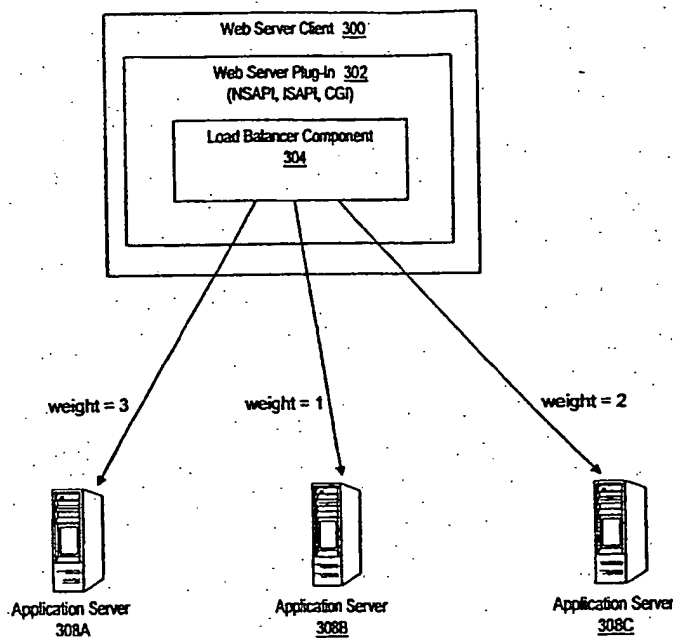 Web Server Client 300
Web Server Plug-In 302
(NSAPI, ISAPI, CGI)
Load Balancer Component
304
weight = 3
weight = 1
weight = 2
Application Server
308A
Application Server
308B
Application Server
308C